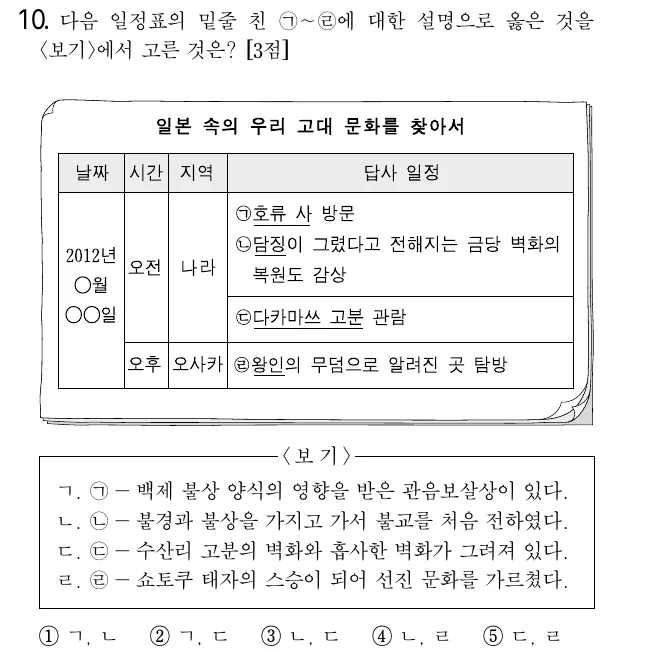 10. 다음 일정표의 밑줄 친 ㉠~㉣에 대한 설명으로 옳은 것을
<보기>에서 고른 것은? [3점]
일본 속의 우리 고대 문화를 찾아서
날짜 시간 지역 답사 일정
2012년
○월
○○일
오전 나라
㉠호류 사 방문
㉡담징이 그렸다고 전해지는 금당 벽화의
복원도 감상
㉢다카마쓰 고분 관람
오후 오사카 ㉣왕인의 무덤으로 알려진 곳 탐방
<보 기>
ㄱ. ㉠ - 백제 불상 양식의 영향을 받은 관음보살상이 있다.
ㄴ. ㉡ - 불경과 불상을 가지고 가서 불교를 처음 전하였다.
ㄷ. ㉢ - 수산리 고분의 벽화와 흡사한 벽화가 그려져 있다.
ㄹ. ㉣ - 쇼토쿠 태자의 스승이 되어 선진 문화를 가르쳤다.
① ㄱ, ㄴ ② ㄱ, ㄷ ③ ㄴ, ㄷ ④ ㄴ, ㄹ ⑤ ㄷ, ㄹ